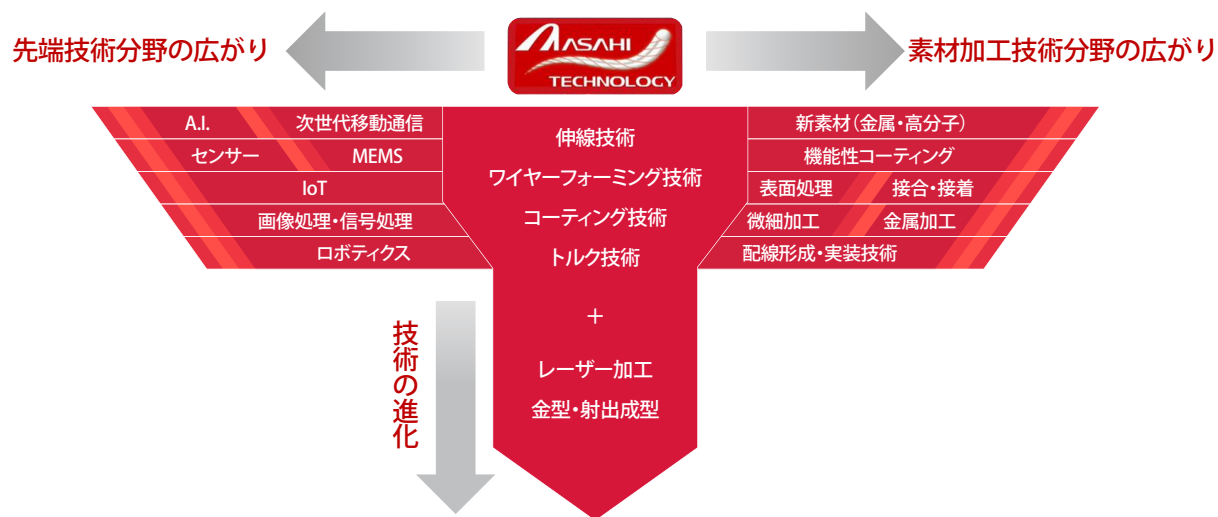 先端技術分野の広がり
ASAHI
TECHNOLOGY
素材加工技術分野の広がり
A.I. 次世代移動通信
センサー MEMS
IoT
画像処理・信号処理
ロボティクス
伸線技術
ワイヤーフォーミング技術
コーティング技術
トルク技術
+
レーザー加工
金型・射出成型
新素材(金属・高分子)
機能性コーティング
表面処理 接合・接着
微細加工 金属加工
配線形成・実装技術
技術の進化